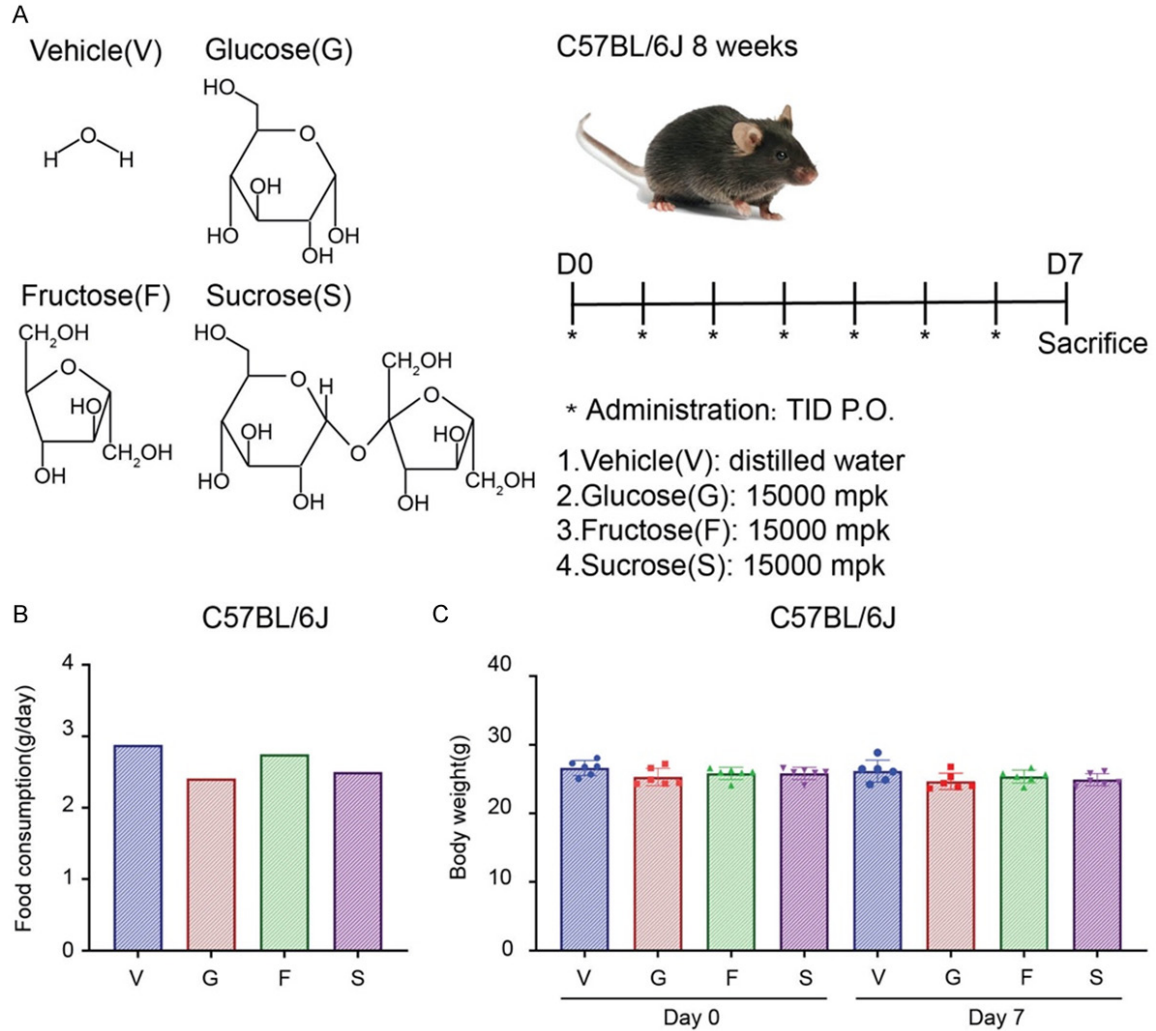 A
Vehicle(V)
Glucose(G)
C57BL/6J 8 weeks
O
H H
HO
O
OH
HO
OH
OH
Fructose(F)
Sucrose(S)
CH2OH
O
HO
CH2OH
OH
HO
O
H
OH
HO
OH
O
CH2OH
O
HO
CH2OH
OH
D0 D7
* * * * * * *
Sacrifice
* Administration: TID P.O.
1.Vehicle(V): distilled water
2.Glucose(G): 15000 mpk
3.Fructose(F): 15000 mpk
4.Sucrose(S): 15000 mpk
B
C57BL/6J
Food consumption(g/day)
4
3
2
1
0
V G F S
C
C57BL/6J
Body weight(g)
40
30
20
10
0
V G F S V G F S
Day 0 Day 7